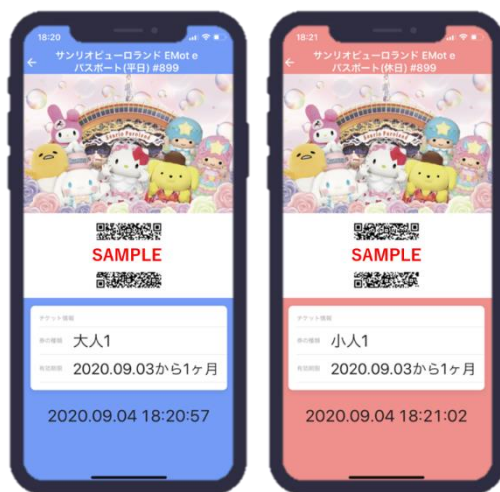 18:20
サンリオピューロランド EMot e
パスポート(平日) #899
Sanrio Puroland
SAMPLE
チケット情報
券の種類 大人1
有効期限 2020.09.03から1ヶ月
2020.09.04 18:20:57
18:21
サンリオピューロランド EMot e
パスポート(休日) #899
Sanrio Puroland
SAMPLE
チケット情報
券の種類 小人1
有効期限 2020.09.03から1ヶ月
2020.09.04 18:21:02